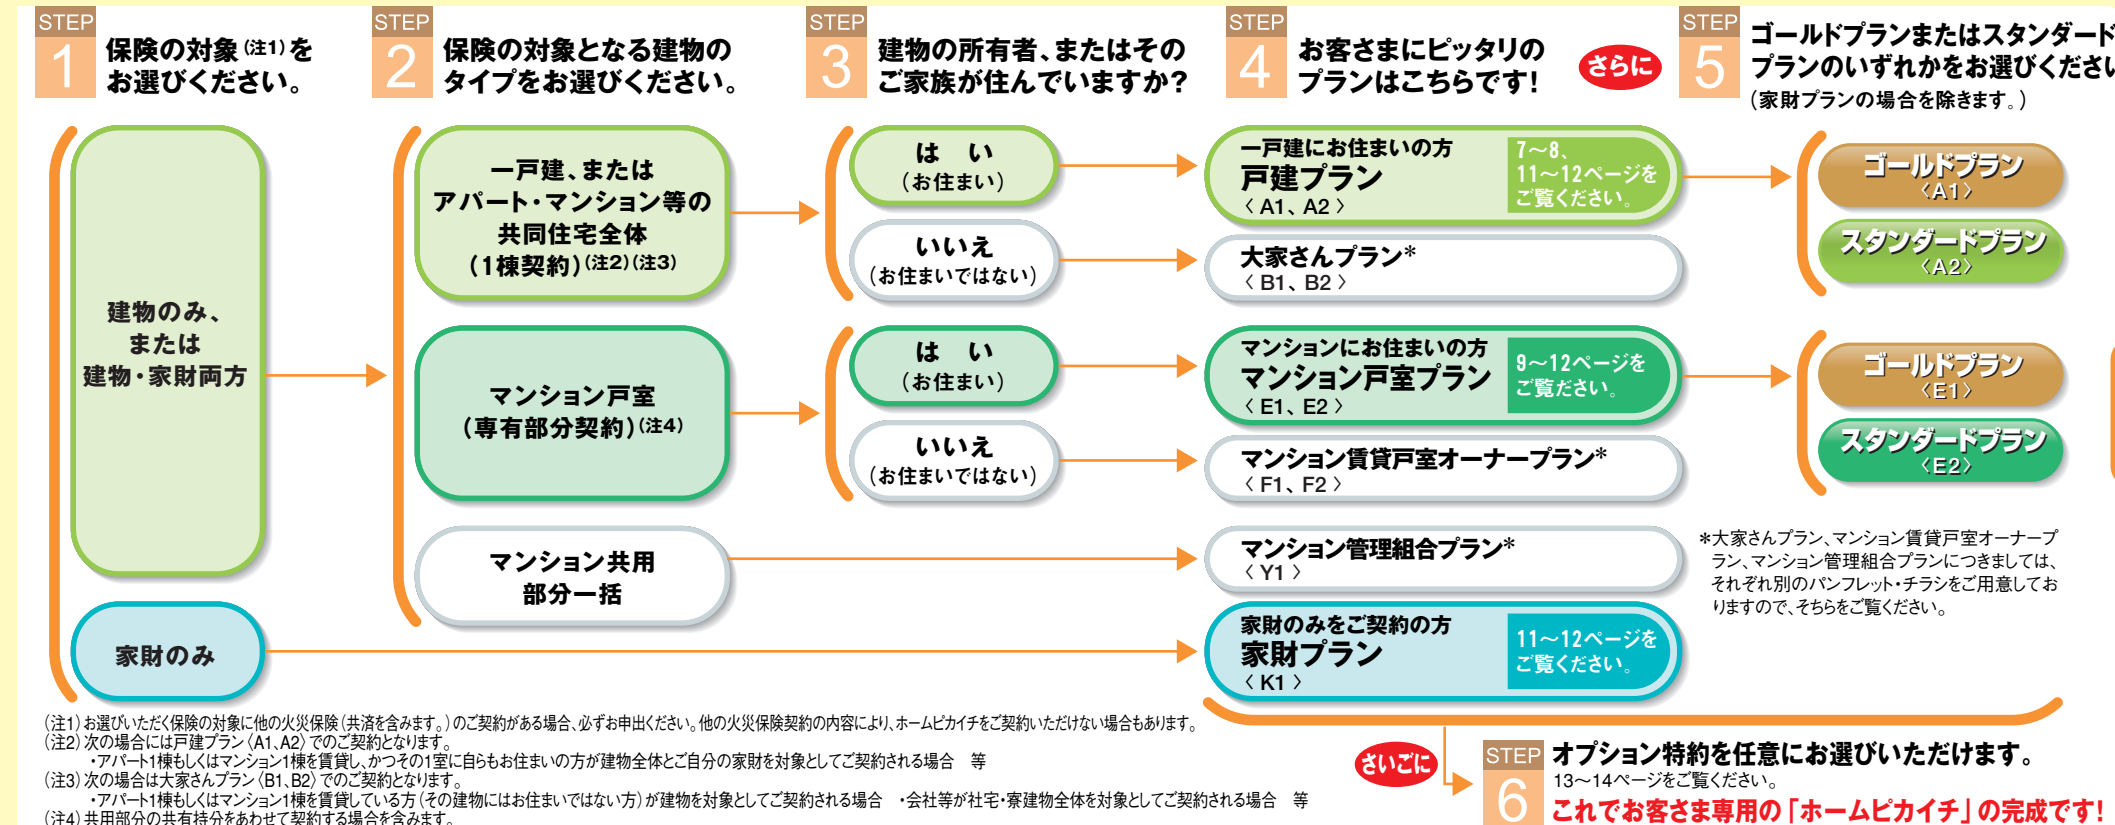 STEP
1
保険の対象(注1)を
お選びください。
STEP
2
保険の対象となる建物の
タイプをお選びください。
STEP
3
建物の所有者、またはその
ご家族が住んでいますか?
STEP
4
お客さまにピッタリの
プランはこちらです!
さらに
STEP
5
ゴールドプランまたはスタンダード
プランのいずれかをお選びください
(家財プランの場合を除きます。)
建物のみ、
または
建物・家財両方
家財のみ
一戸建、または
アパート・マンション等の
共同住宅全体
(1棟契約)(注2)(注3)
マンション戸室
(専有部分契約)(注4)
マンション共用
部分一括
は い
(お住まい)
いいえ
(お住まいではない)
は い
(お住まい)
いいえ
(お住まいではない)
一戸建にお住まいの方
戸建プラン
〈 A1、A2 〉
7〜8、
11〜12ページを
ご覧ください。
大家さんプラン*
〈 B1、B2 〉
マンションにお住まいの方
マンション戸室プラン
〈 E1、E2 〉
9〜12ページを
ご覧ださい。
マンション賃貸戸室オーナープラン*
〈 F1、F2 〉
マンション管理組合プラン*
〈 Y1 〉
家財のみをご契約の方
家財プラン
〈 K1 〉
11〜12ページを
ご覧ください。
ゴールドプラン
〈A1〉
スタンダードプラン
〈A2〉
ゴールドプラン
〈E1〉
スタンダードプラン
〈E2〉
*大家さんプラン、マンション賃貸戸室オーナープ
ラン、マンション管理組合プランにつきましては、
それぞれ別のパンフレット・チラシをご用意してお
りますので、そちらをご覧ください。
(注1)お選びいただく保険の対象に他の火災保険(共済を含みます。)のご契約がある場合、必ずお申出ください。他の火災保険契約の内容により、ホームピカイチをご契約いただけない場合もあります。
(注2)次の場合には戸建プラン〈A1、A2〉でのご契約となります。
・アパート1棟もしくはマンション1棟を賃貸し、かつその1室に自らもお住まいの方が建物全体とご自分の家財を対象としてご契約される場合 等
(注3)次の場合は大家さんプラン〈B1、B2〉でのご契約となります。
・アパート1棟もしくはマンション1棟を賃貸している方(その建物にはお住まいではない方)が建物を対象としてご契約される場合 ・会社等が社宅・寮建物全体を対象としてご契約される場合 等
(注4)共用部分の共有持分をあわせて契約する場合を含みます。
さいごに
STEP
6
オプション特約を任意にお選びいただけます。
13〜14ページをご覧ください。
これでお客さま専用の「ホームピカイチ」の完成です!